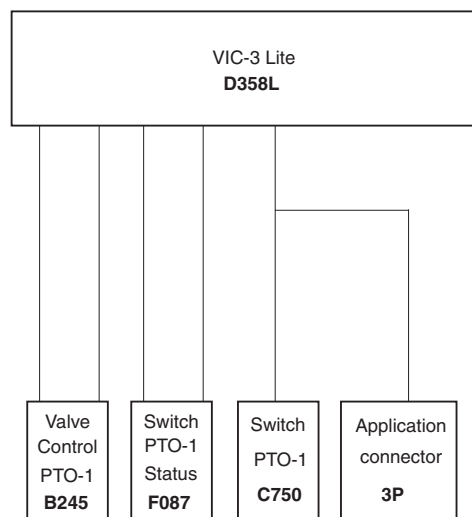 VIC-3 Lite
D358L
Valve
Control
PTO-1
B245
Switch
PTO-1
Status
F087
Switch
PTO-1
C750
Application
connector
3P